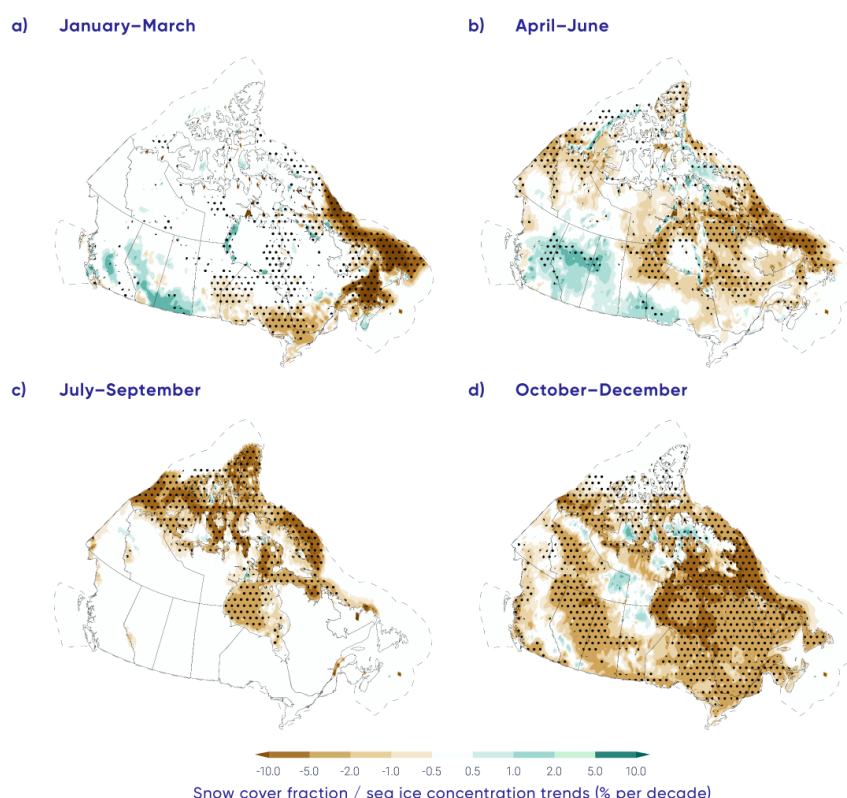 a) January–March
b) April–June
c) July–September
d) October–December
-10.0 -5.0 -2.0 -1.0 -0.5 0.5 1.0 2.0 5.0 10.0
Snow cover fraction / sea ice concentration trends (% per decade)